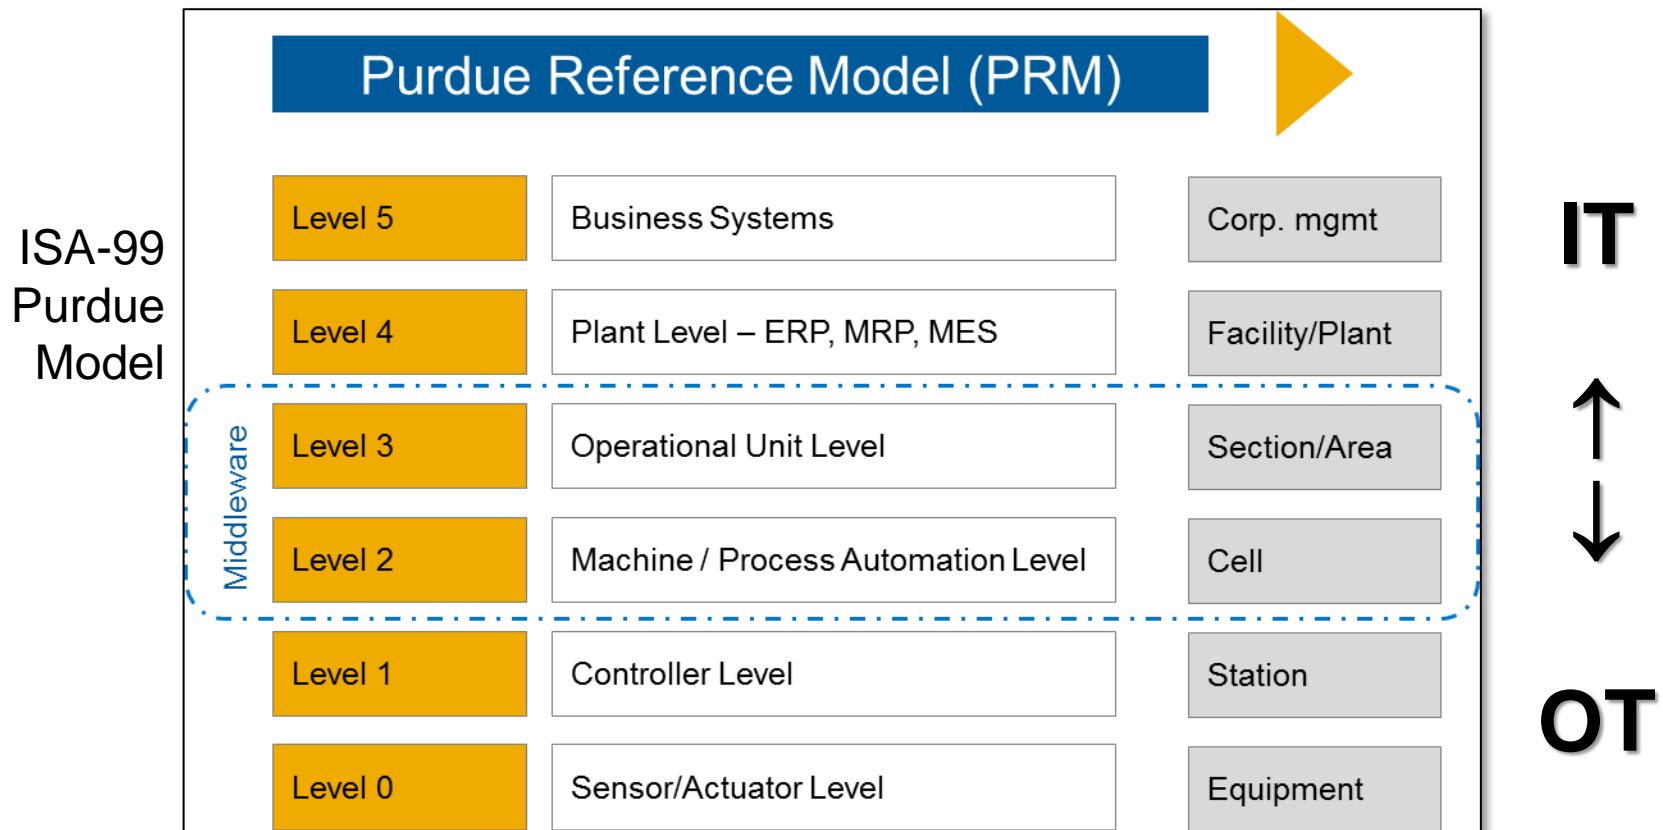 Purdue Reference Model (PRM)
ISA-99
Purdue
Model
Level 5
Business Systems
Corp. mgmt
IT
Level 4
Plant Level – ERP, MRP, MES
Facility/Plant
Middleware
Level 3
Operational Unit Level
Section/Area
Level 2
Machine / Process Automation Level
Cell
Level 1
Controller Level
Station
OT
Level 0
Sensor/Actuator Level
Equipment